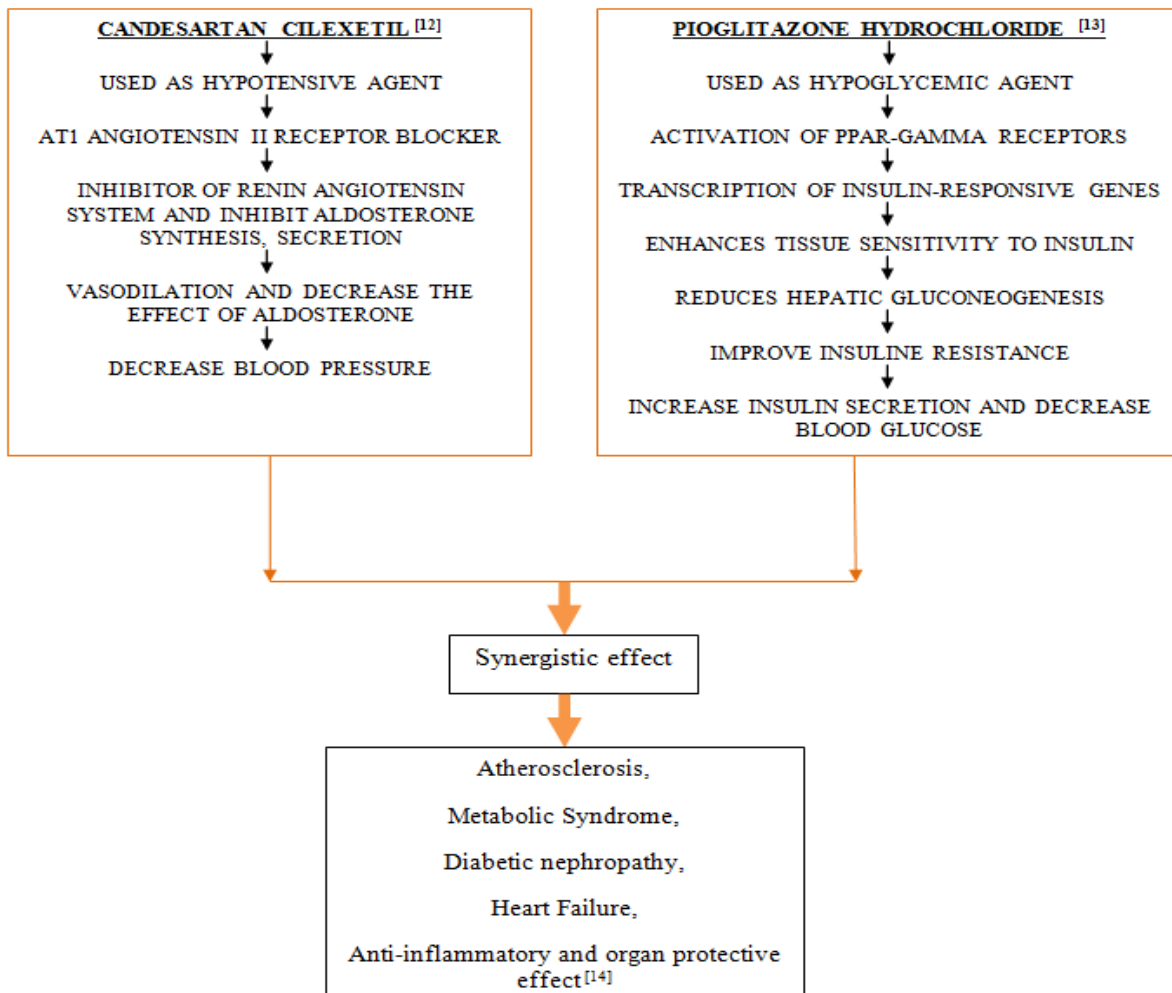 CANDESARTAN CILEXETIL [12]
USED AS HYPOTENSIVE AGENT
AT1 ANGIOTENSIN II RECEPTOR BLOCKER
INHIBITOR OF RENIN ANGIOTENSIN
SYSTEM AND INHIBIT ALDOSTERONE
SYNTHESIS, SECRETION
VASODILATION AND DECREASE THE
EFFECT OF ALDOSTERONE
DECREASE BLOOD PRESSURE
PIOGLITAZONE HYDROCHLORIDE [13]
USED AS HYPOGLYCEMIC AGENT
ACTIVATION OF PPAR-GAMMA RECEPTORS
TRANSCRIPTION OF INSULIN-RESPONSIVE GENES
ENHANCES TISSUE SENSITIVITY TO INSULIN
REDUCES HEPATIC GLUCONEOGENESIS
IMPROVE INSULINE RESISTANCE
INCREASE INSULIN SECRETION AND DECREASE
BLOOD GLUCOSE
Synergistic effect
Atherosclerosis,
Metabolic Syndrome,
Diabetic nephropathy,
Heart Failure,
Anti-inflammatory and organ protective
effect[14]